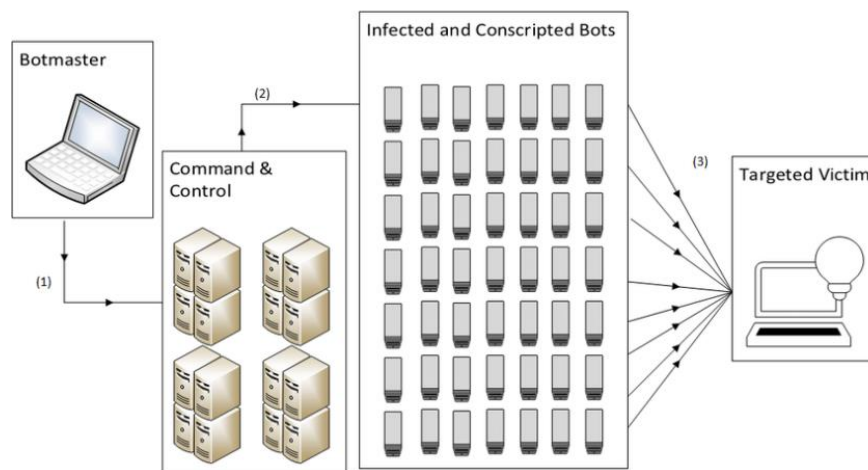 Botmaster
(1)
Command &
Control
(2)
Infected and Conscripted Bots
(3)
Targeted Victim